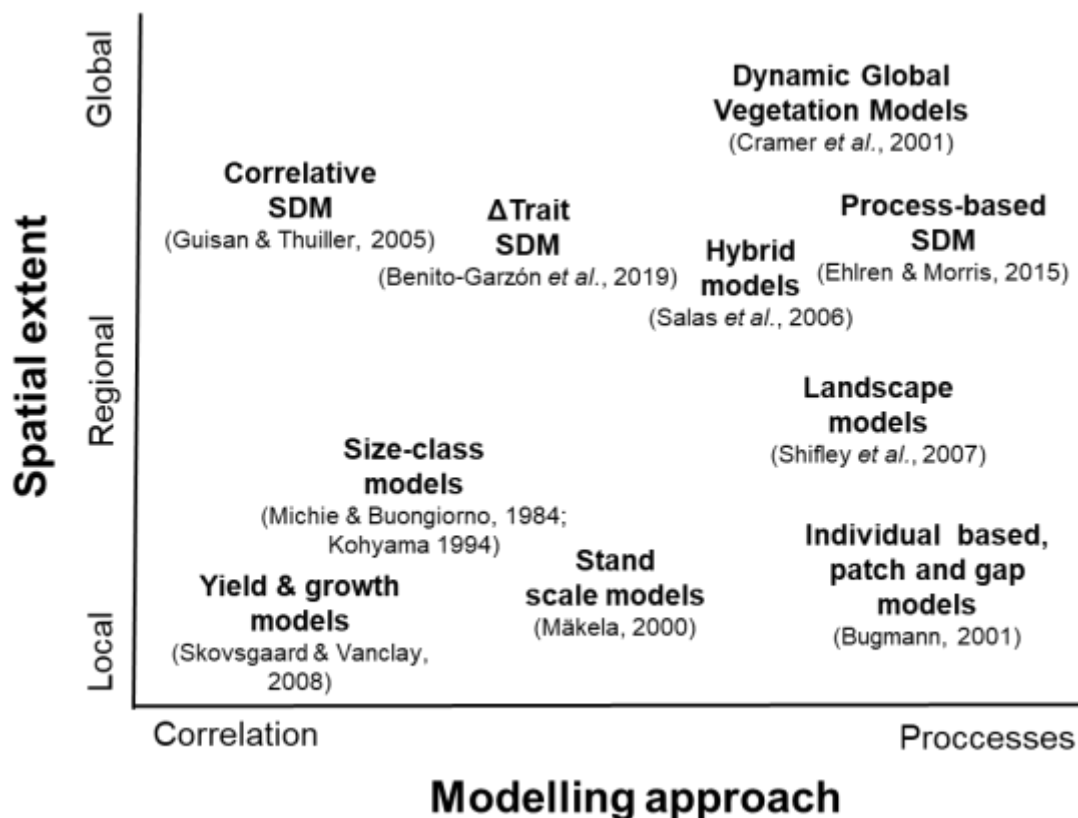 Global
Regional
Local
Spatial extent
Dynamic Global
Vegetation Models
(Cramer et al., 2001)
Correlative
SDM
(Guisan & Thuiller, 2005)
ΔTrait
SDM
(Benito-Garzón et al., 2019)
Hybrid
models
(Salas et al., 2006)
Process-based
SDM
(Ehlren & Morris, 2015)
Landscape
models
(Shifley et al., 2007)
Size-class
models
(Michie & Buongiorno, 1984;
Kohyama 1994)
Yield & growth
models
(Skovsgaard & Vanclay,
2008)
Stand
scale models
(Mäkela, 2000)
Individual based,
patch and gap
models
(Bugmann, 2001)
Correlation
Proccesses
Modelling approach